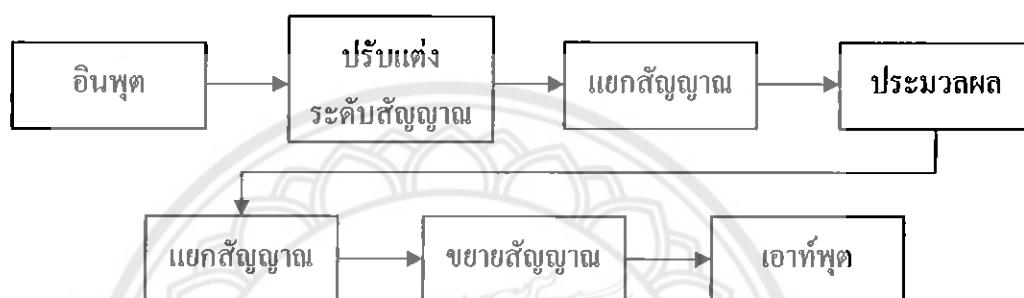 อินพุต
ปรับแต่ง
ระดับสัญญาณ
แยกสัญญาณ
ประมวลผล
แยกสัญญาณ
ขยายสัญญาณ
เอาท์พุต